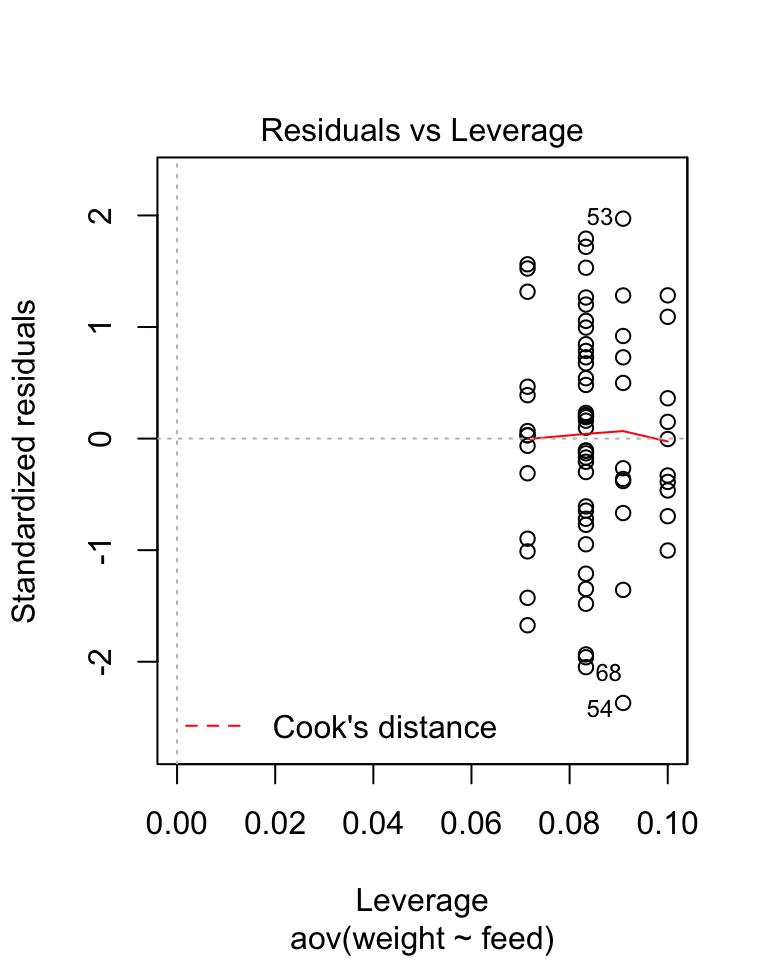 Residuals vs Leverage
Standardized residuals
2
1
0
-1
-2
53
68
54
Cook's distance
0.00 0.02 0.04 0.06 0.08 0.10
Leverage
aov(weight ~ feed)